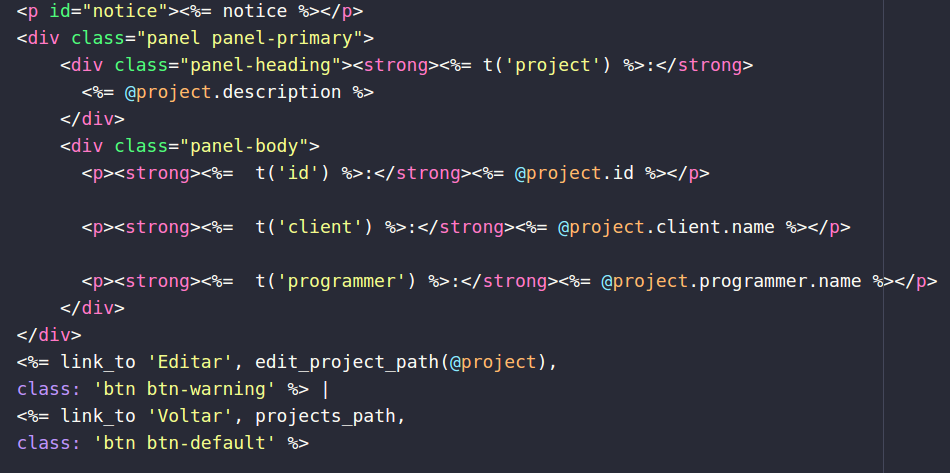 <p id="notice"><%= notice %></p>
<div class="panel panel-primary">
    <div class="panel-heading"><strong><%= t('project') %>:</strong>
      <%= @project.description %>
    </div>
    <div class="panel-body">
      <p><strong><%=  t('id') %>:</strong><%= @project.id %></p>

      <p><strong><%=  t('client') %>:</strong><%= @project.client.name %></p>

      <p><strong><%=  t('programmer') %>:</strong><%= @project.programmer.name %></p>
    </div>
</div>
<%= link_to 'Editar', edit_project_path(@project),
class: 'btn btn-warning' %> |
<%= link_to 'Voltar', projects_path,
class: 'btn btn-default' %>